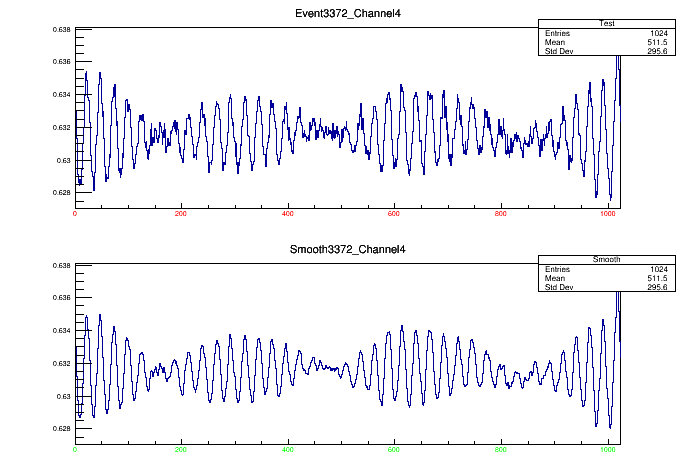 Event3372_Channel4
Test
Entries 1024
Mean 511.5
Std Dev 295.6
0.638
0.636
0.634
0.632
0.63
0.628
0 200 400 600 800 1000
Smooth3372_Channel4
Smooth
Entries 1024
Mean 511.5
Std Dev 295.6
0.638
0.636
0.634
0.632
0.63
0.628
0 200 400 600 800 1000